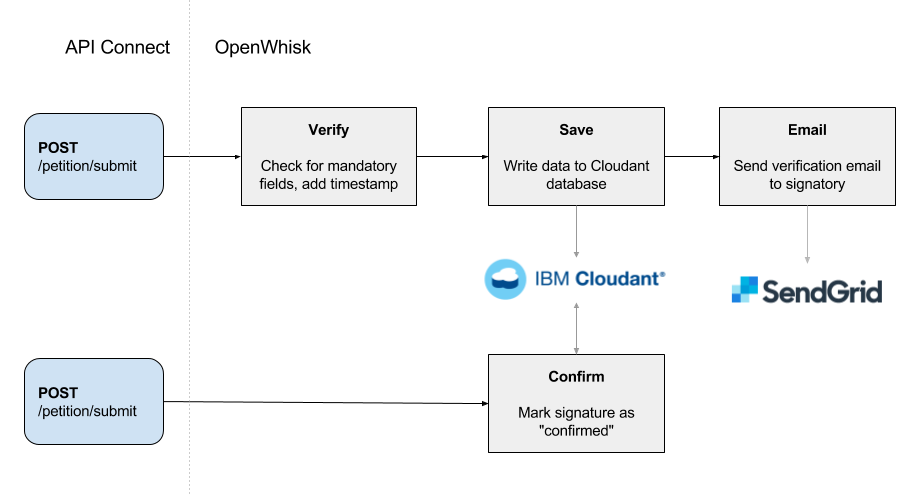 API Connect
OpenWhisk
POST
/petition/submit
Verify
Check for mandatory
fields, add timestamp
Save
Write data to Cloudant
database
Email
Send verification email
to signatory
IBM Cloudant®
SendGrid
POST
/petition/submit
Confirm
Mark signature as
"confirmed"